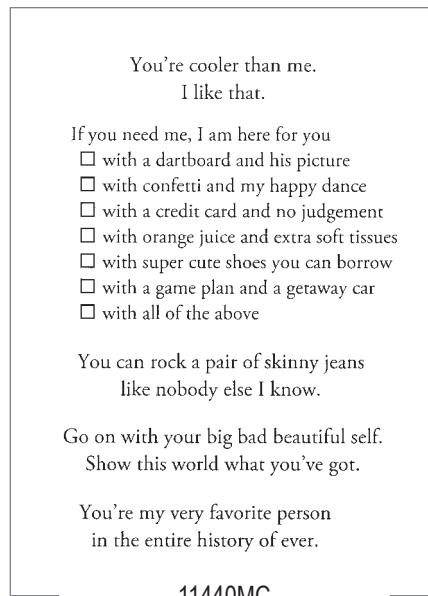 You're cooler than me.
I like that.
If you need me, I am here for you
☐ with a dartboard and his picture
☐ with confetti and my happy dance
☐ with a credit card and no judgement
☐ with orange juice and extra soft tissues
☐ with super cute shoes you can borrow
☐ with a game plan and a getaway car
☐ with all of the above
You can rock a pair of skinny jeans
like nobody else I know.
Go on with your big bad beautiful self.
Show this world what you've got.
You're my very favorite person
in the entire history of ever.
11440MC